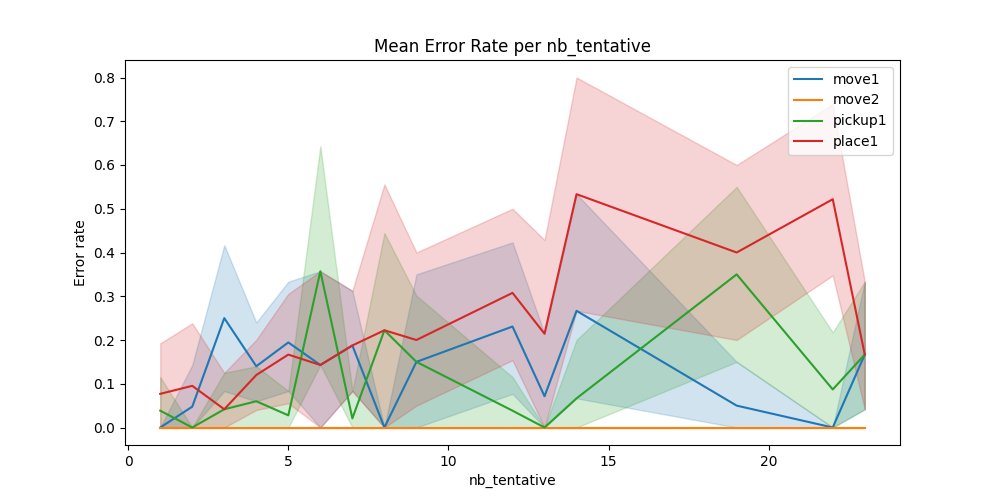 Mean Error Rate per nb_tentative
move1
move2
pickup1
place1
Error rate
0.8
0.7
0.6
0.5
0.4
0.3
0.2
0.1
0.0
0 5 10 15 20
nb_tentative